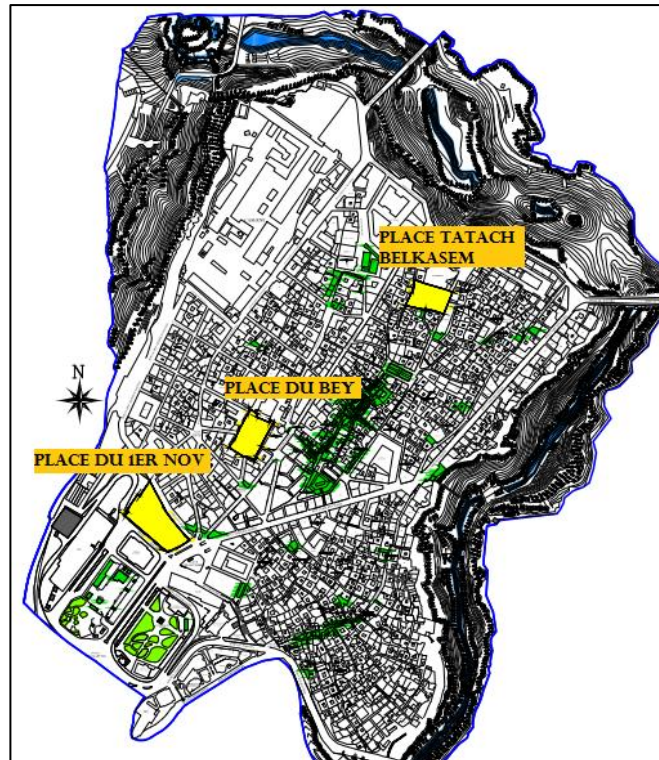 PLACE TATACH
BELKASEM
PLACE DU BEY
N
PLACE DU 1ER NOV